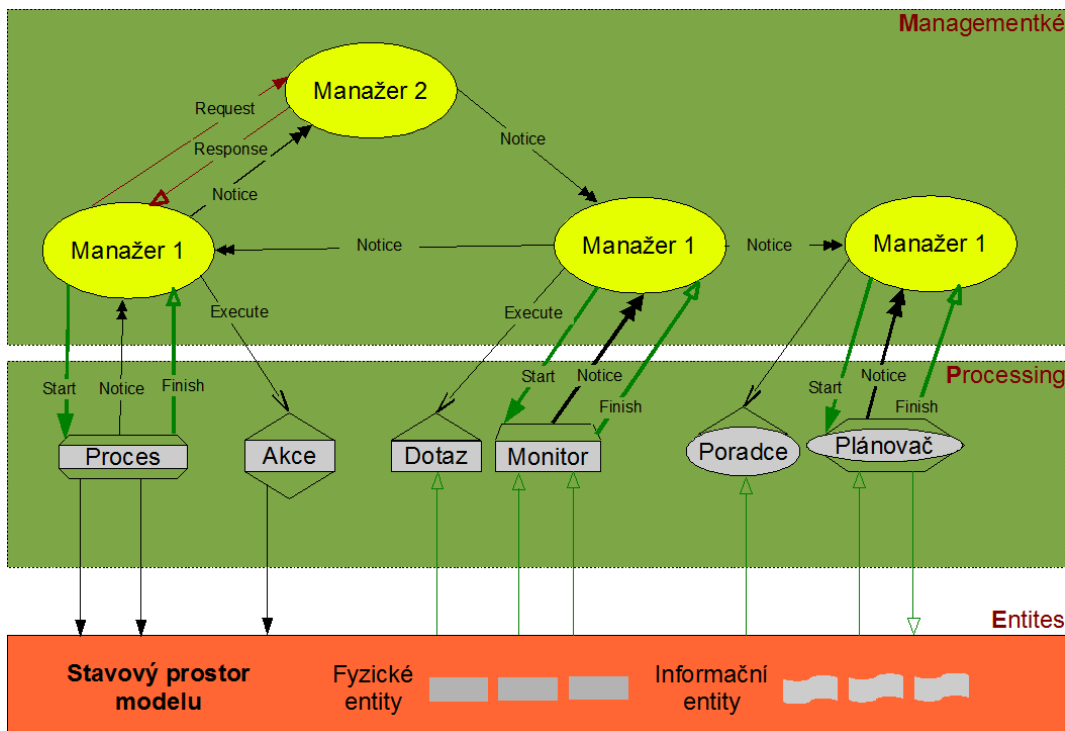 Managementké
Manažer 2
Request
Response
Notice
Notice
Manažer 1
Notice
Manažer 1
Notice
Manažer 1
Execute
Execute
Start
Notice
Finish
Start
Notice
Finish
Processing
Start
Notice
Finish
Proces
Akce
Dotaz
Monitor
Poradce
Plánovač
Entites
Stavový prostor
modelu
Fyzické
entity
Informační
entity